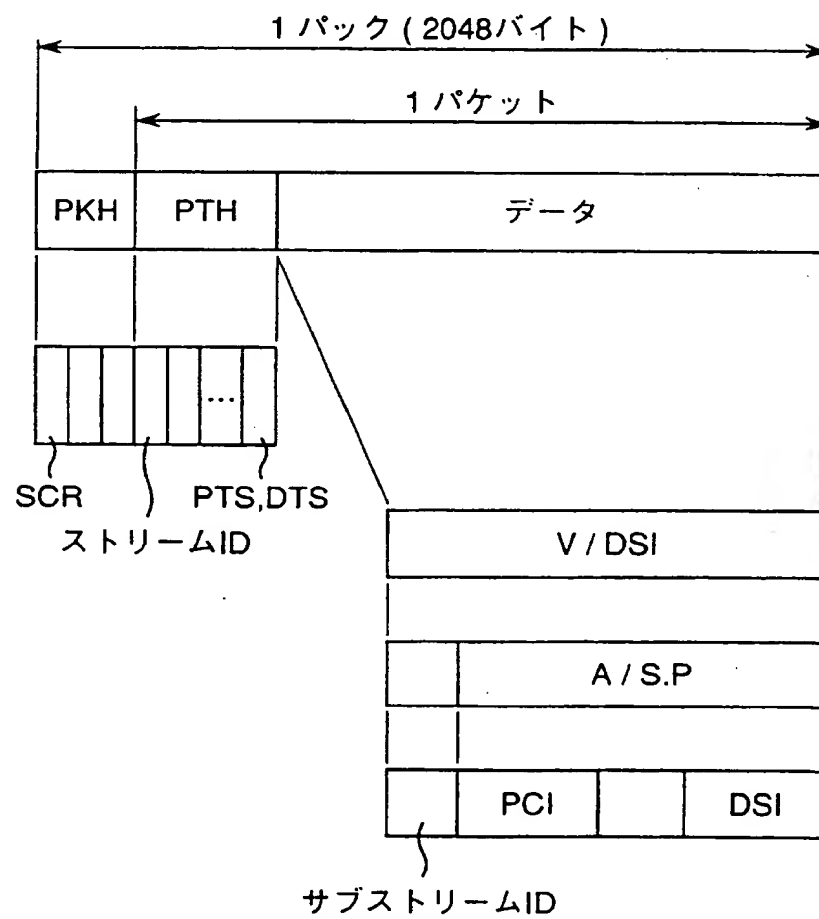 1 パック ( 2048バイト )
1 パケット
PKH PTH データ
...
SCR PTS,DTS
ストリームID
V / DSI
A / S.P
PCI DSI
サブストリームID